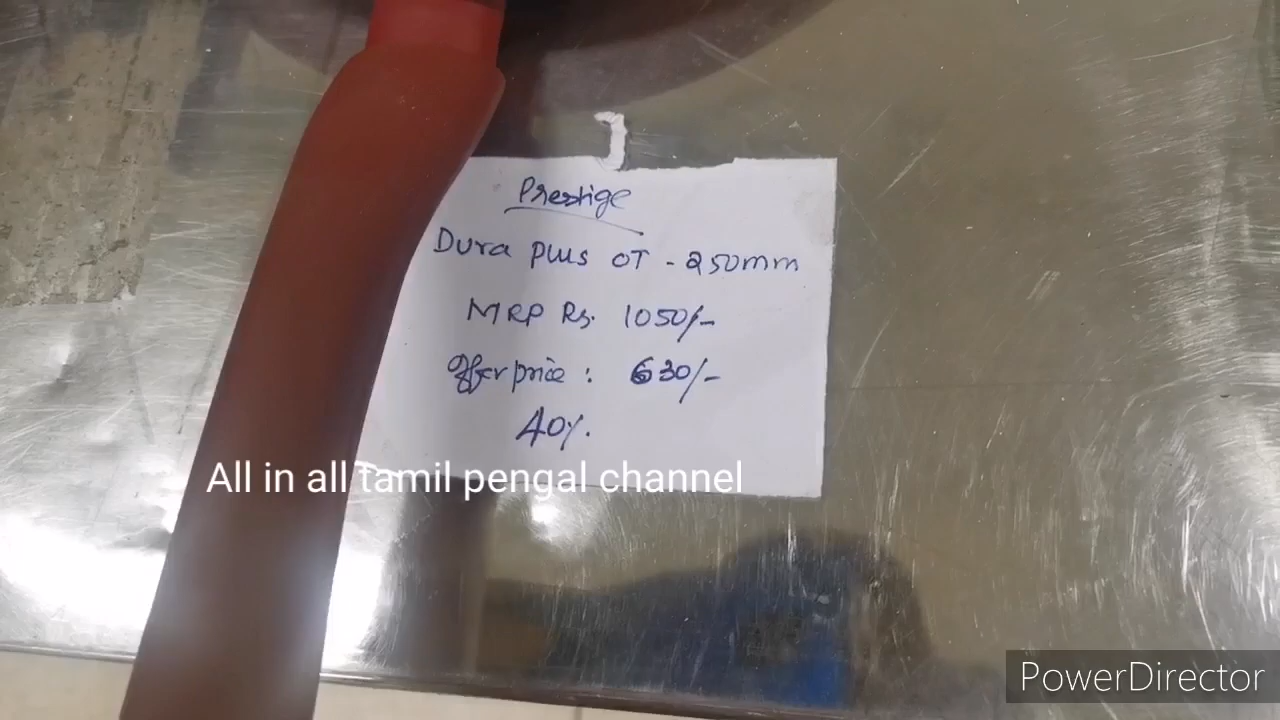 Prestige
Dura Plus OT - 250mm
MRP Rs. 1050/-
Offer price : 630/-
40%.
All in all tamil pengal channel
PowerDirector